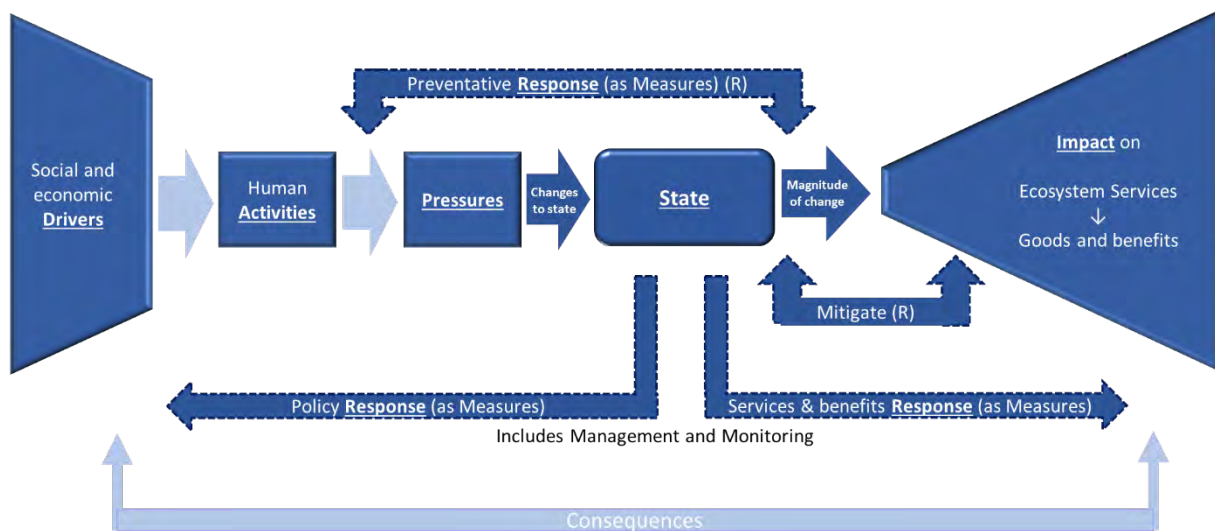 Preventative Response (as Measures) (R)
Social and
economic
Drivers
Human
Activities
Pressures
Changes
to state
State
Magnitude
of change
Impact on
Ecosystem Services
↓
Goods and benefits
Mitigate (R)
Policy Response (as Measures)
Services & benefits Response (as Measures)
Includes Management and Monitoring
Consequences